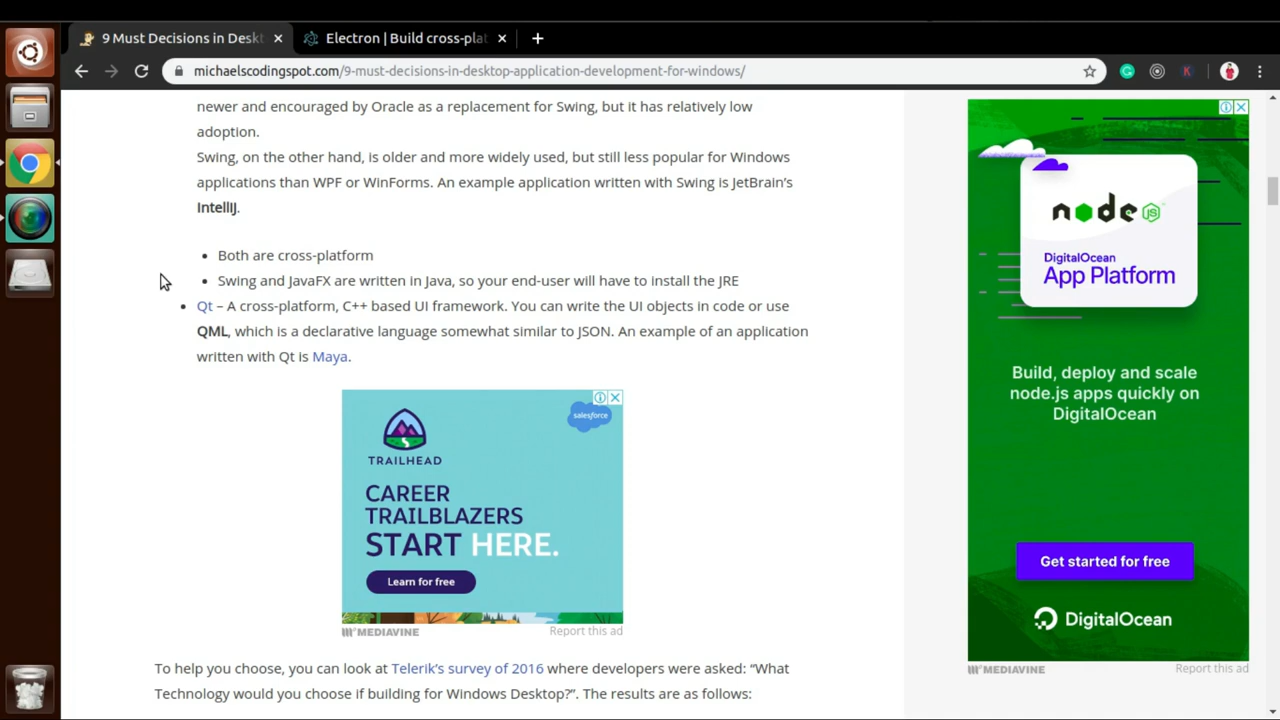 9 Must Decisions in Deskt
Electron | Build cross-plat
michaelscodingspot.com/9-must-decisions-in-desktop-application-development-for-windows/
newer and encouraged by Oracle as a replacement for Swing, but it has relatively low
adoption.
Swing, on the other hand, is older and more widely used, but still less popular for Windows
applications than WPF or WinForms. An example application written with Swing is JetBrain's
IntelliJ.
Both are cross-platform
Swing and JavaFX are written in Java, so your end-user will have to install the JRE
Qt – A cross-platform, C++ based UI framework. You can write the UI objects in code or use
QML, which is a declarative language somewhat similar to JSON. An example of an application
written with Qt is Maya.
salesforce
TRAILHEAD
CAREER
TRAILBLAZERS
START HERE.
Learn for free
MEDIAVINE
Report this ad
To help you choose, you can look at Telerik's survey of 2016 where developers were asked: “What
Technology would you choose if building for Windows Desktop?”. The results are as follows:
node
JS
DigitalOcean
App Platform
Build, deploy and scale
node.js apps quickly on
DigitalOcean
Get started for free
DigitalOcean
MEDIAVINE
Report this ad